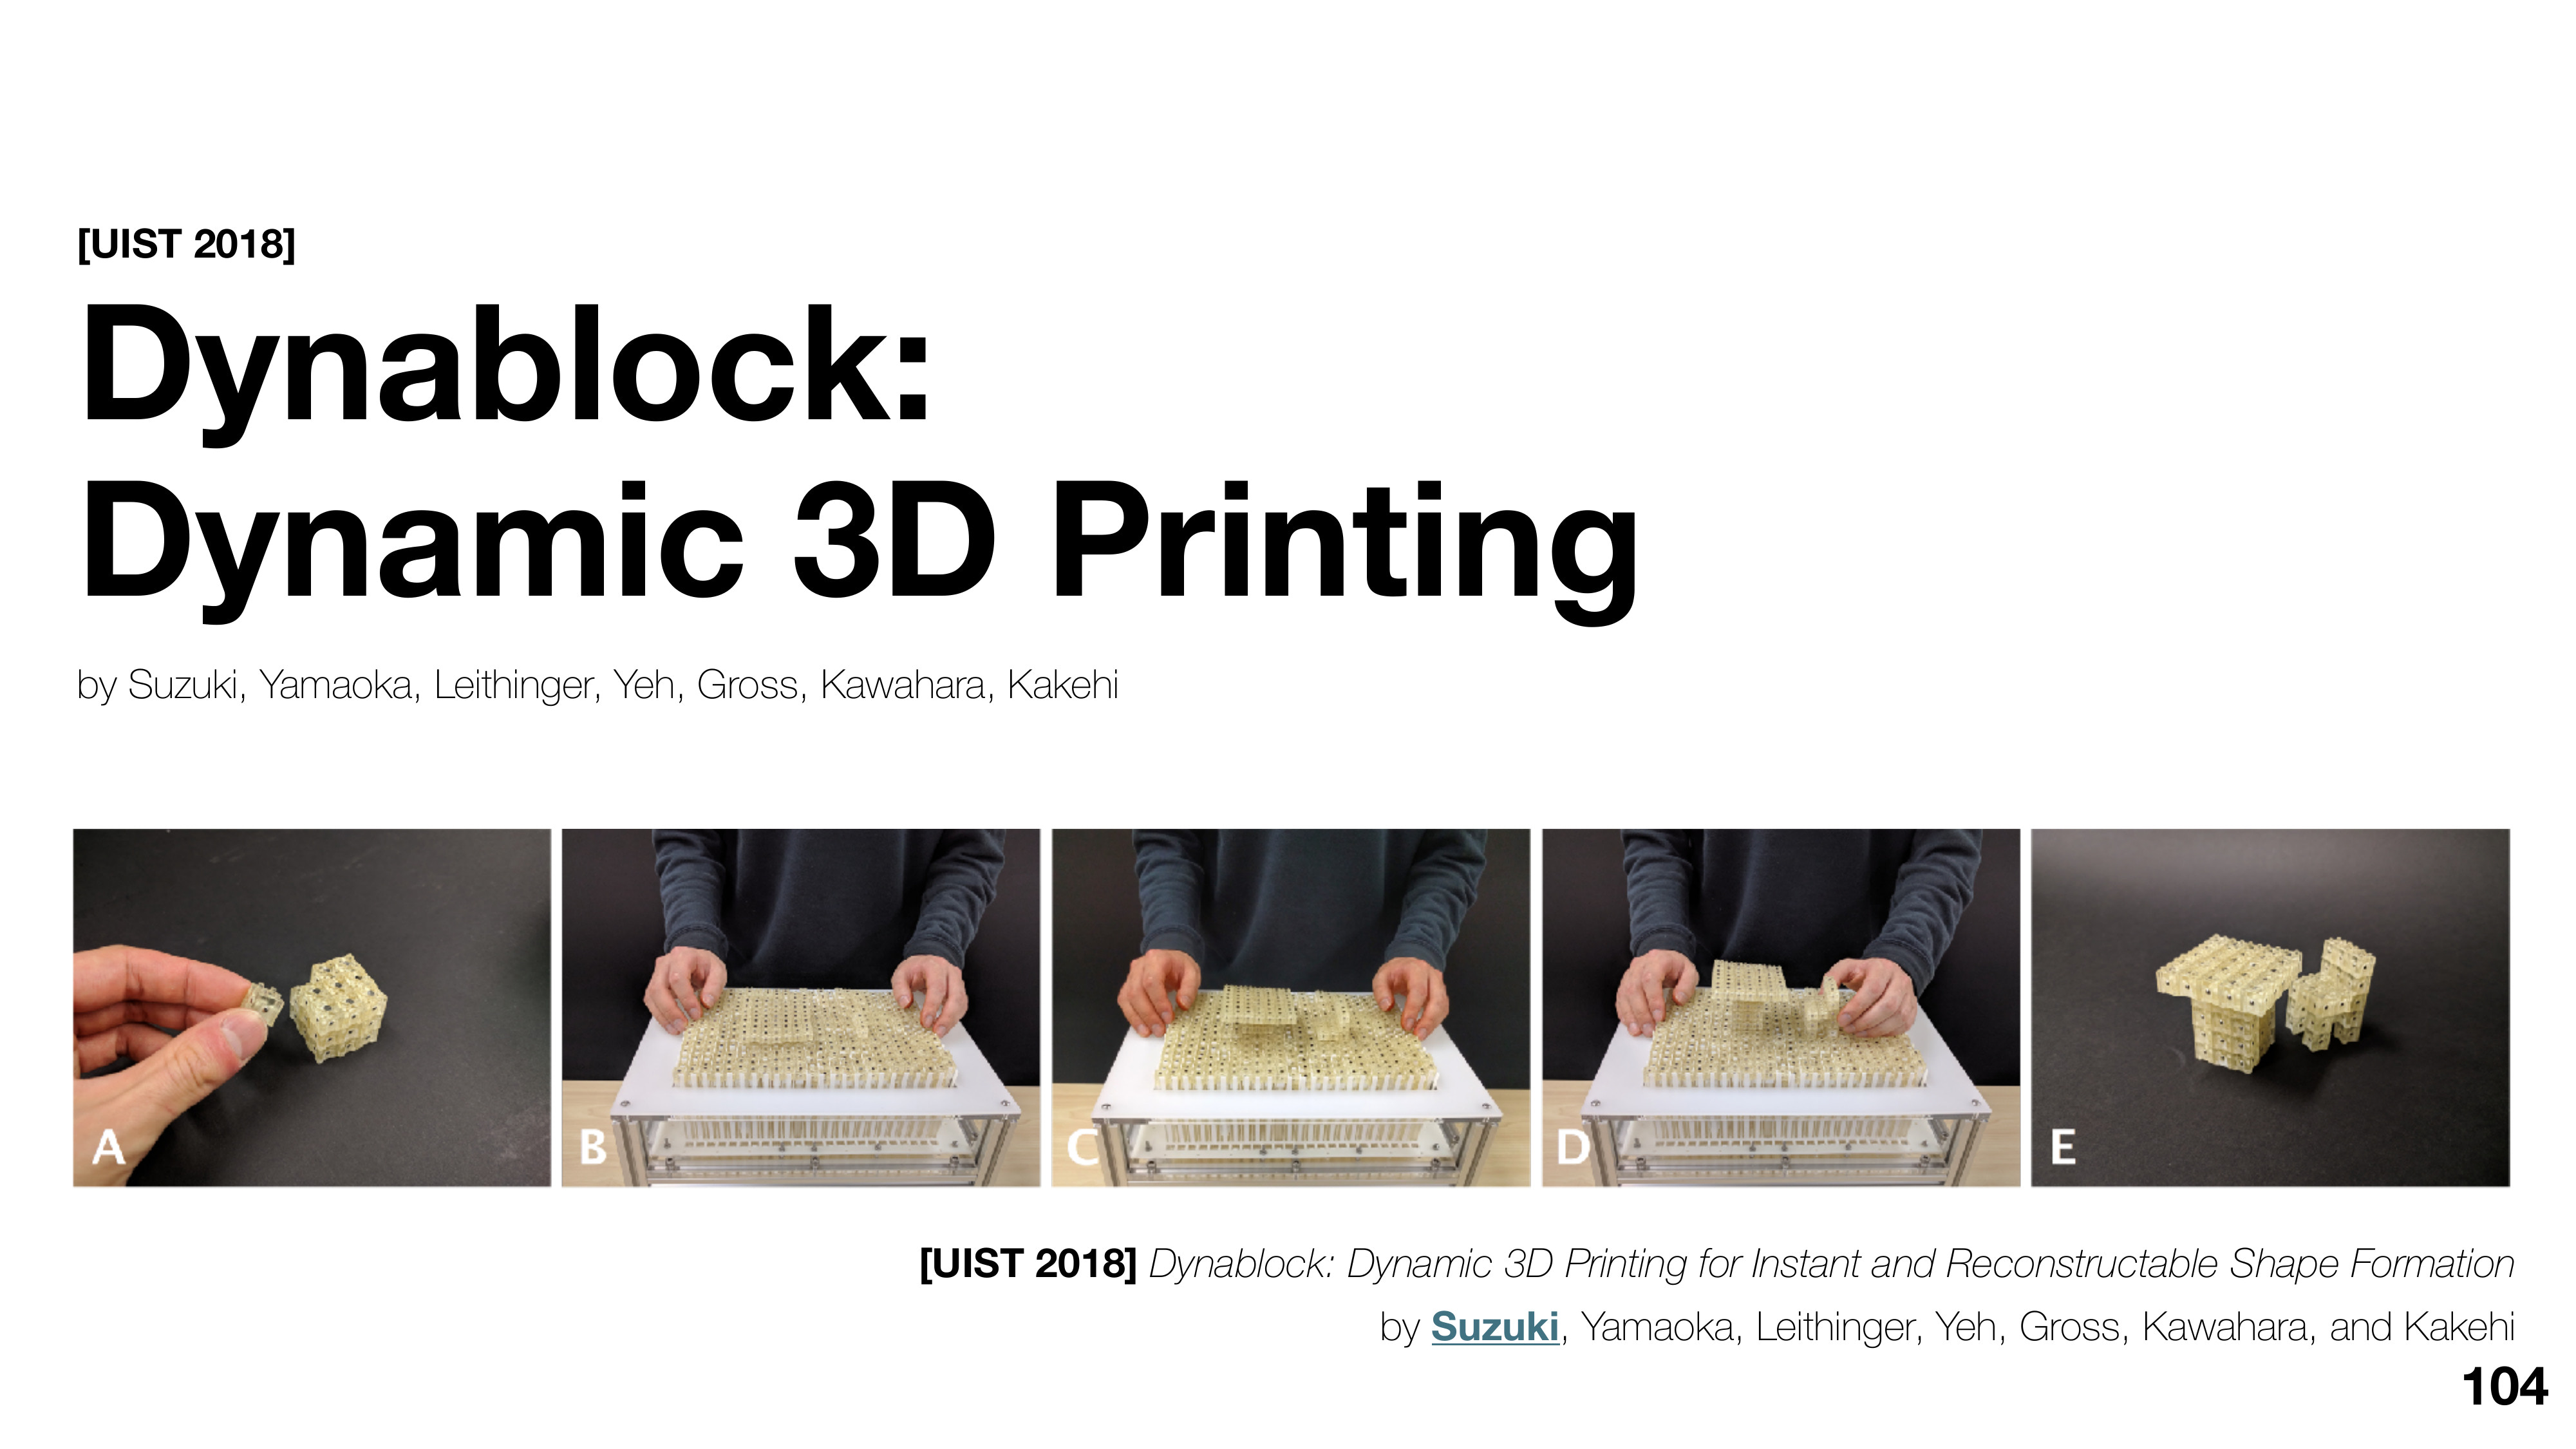 [UIST 2018]
Dynablock:
Dynamic 3D Printing
by Suzuki, Yamaoka, Leithinger, Yeh, Gross, Kawahara, Kakehi
A B C D E
[UIST 2018] Dynablock: Dynamic 3D Printing for Instant and Reconstructable Shape Formation
by Suzuki, Yamaoka, Leithinger, Yeh, Gross, Kawahara, and Kakehi
104